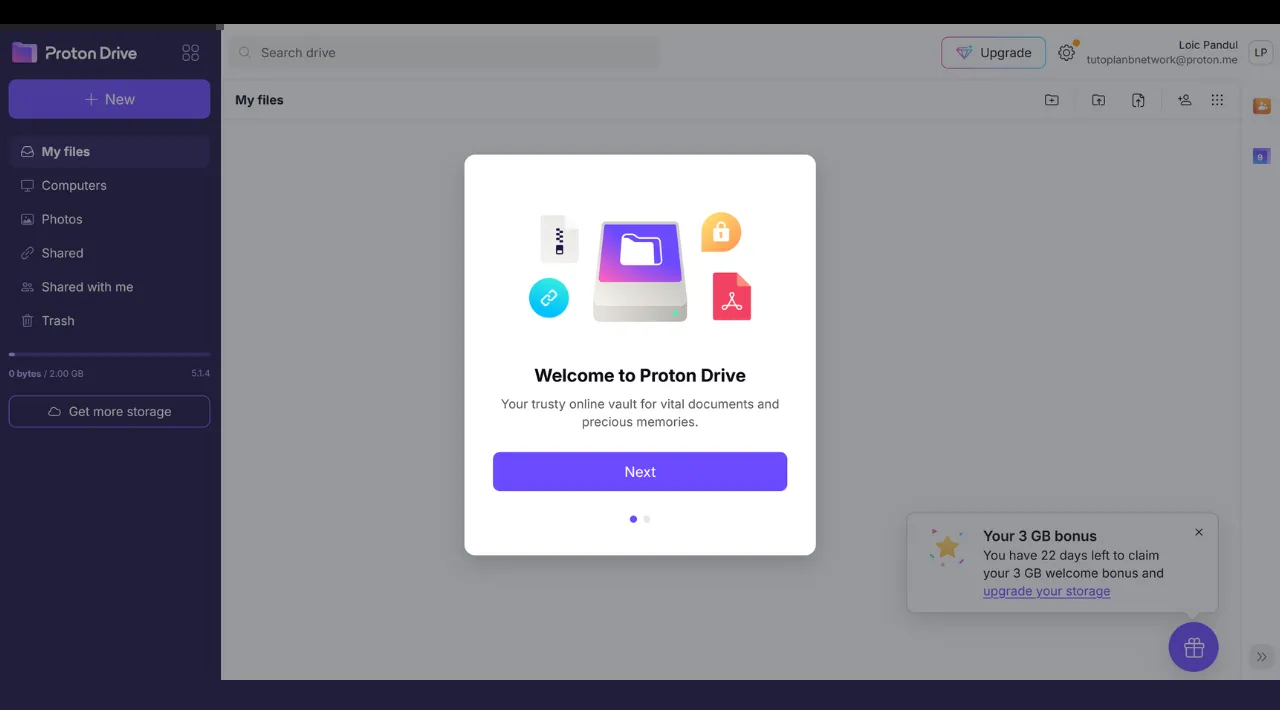 Proton Drive
New
My files
Computers
Photos
Shared
Shared with me
Trash
0 bytes / 2.00 GB
5.1.4
Get more storage
Search drive
Upgrade
Loic Pandul
tutoplanbnetwork@proton.me
LP
My files
9
Welcome to Proton Drive
Your trusty online vault for vital documents and
precious memories.
Next
Your 3 GB bonus
You have 22 days left to claim
your 3 GB welcome bonus and
upgrade your storage